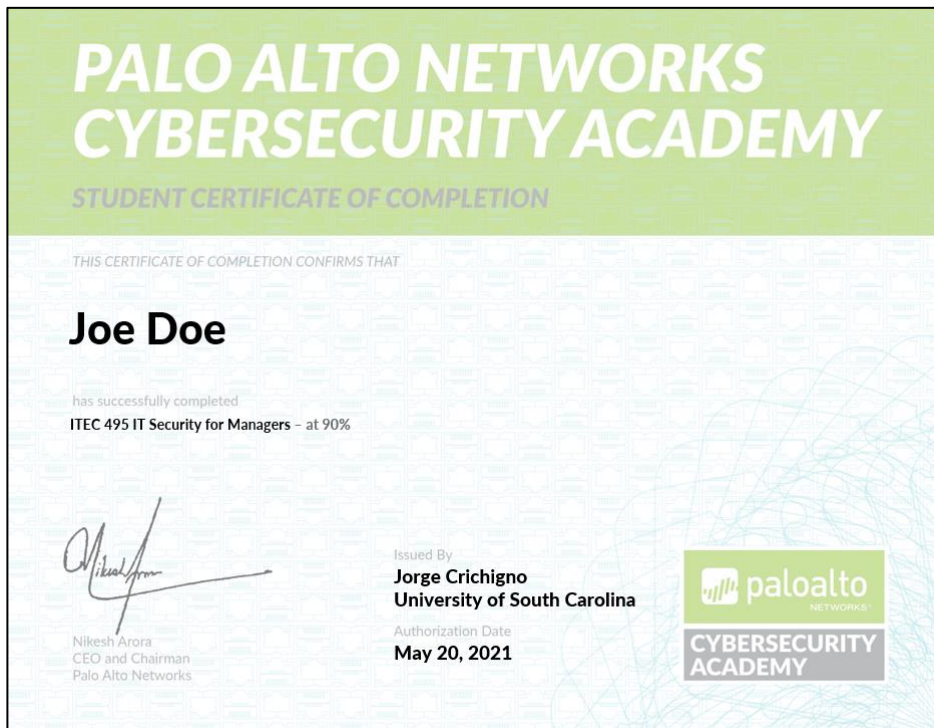 PALO ALTO NETWORKS
CYBERSECURITY ACADEMY
STUDENT CERTIFICATE OF COMPLETION
THIS CERTIFICATE OF COMPLETION CONFIRMS THAT
Joe Doe
has successfully completed
ITEC 495 IT Security for Managers – at 90%
Nikesh Arora
Nikesh Arora
CEO and Chairman
Palo Alto Networks
Issued By
Jorge Crichigno
University of South Carolina
Authorization Date
May 20, 2021
paloalto
NETWORKS
CYBERSECURITY
ACADEMY